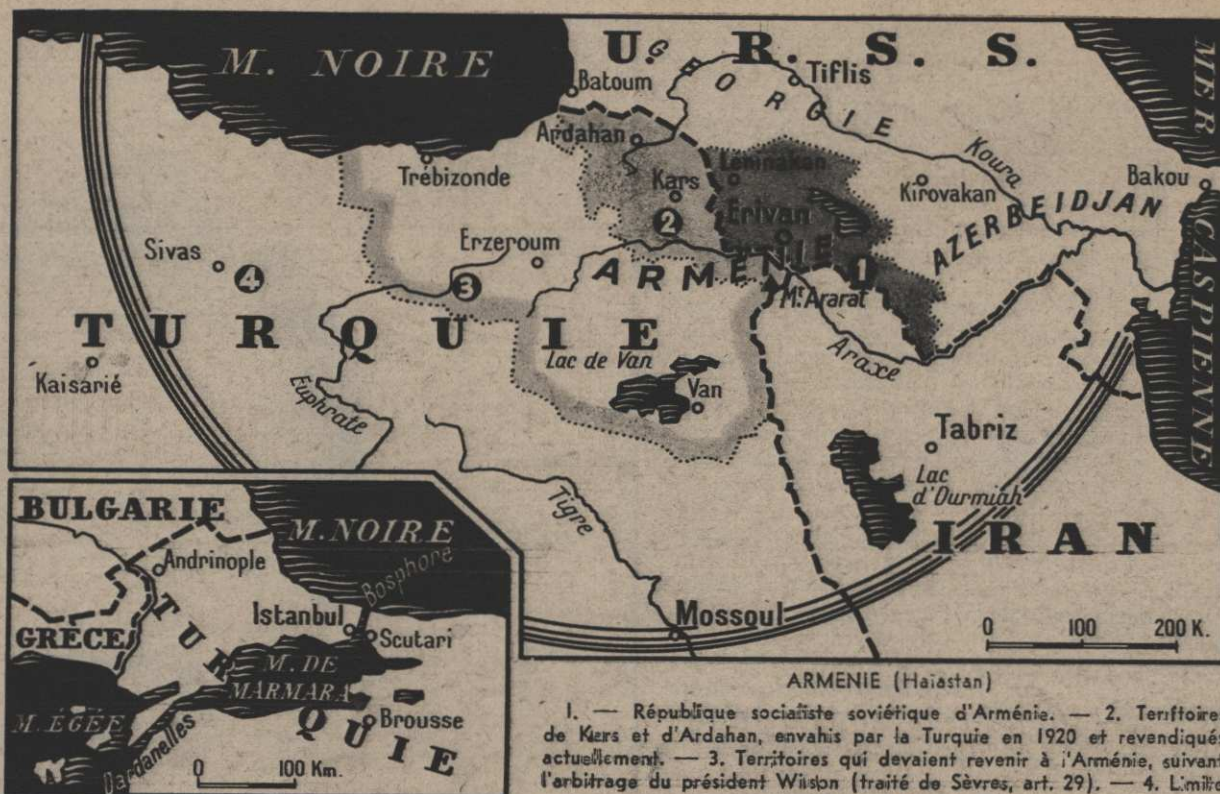 U. R. S. S.
M. NOIRE
GEORGIE
Batoum
Tiflis
MER CASPIENNE
Ardahan
Leninakan
Koura
Trébizonde
Kars
Kirovakan
Bakou
2
Erivan
AZERBEIDJAN
Sivas
Erzeroum
ARMENIE
1
4
3
Mt. Ararat
TURQUIE
Lac de Van
Araxe
Kaisarié
Euphrate
Van
Tabriz
Lac
d'Ourmiah
Tigre
IRAN
Mossoul
0 100 200 K.
BULGARIE
M. NOIRE
Andrinople
Bosphore
Istanbul
Scutari
GRÈCE
TURQUIE
M. DE
MARMARA
M. ÉGÉE
Brousse
Dardanelles
0 100 Km.
ARMENIE (Haïastan)
1. — République socialiste soviétique d'Arménie. — 2. Territoire
de Kars et d'Ardahan, envahis par la Turquie en 1920 et revendiqués
actuellement. — 3. Territoires qui devaient revenir à l'Arménie, suivant
l'arbitrage du président Wilson (traité de Sèvres, art. 29). — 4. Limite